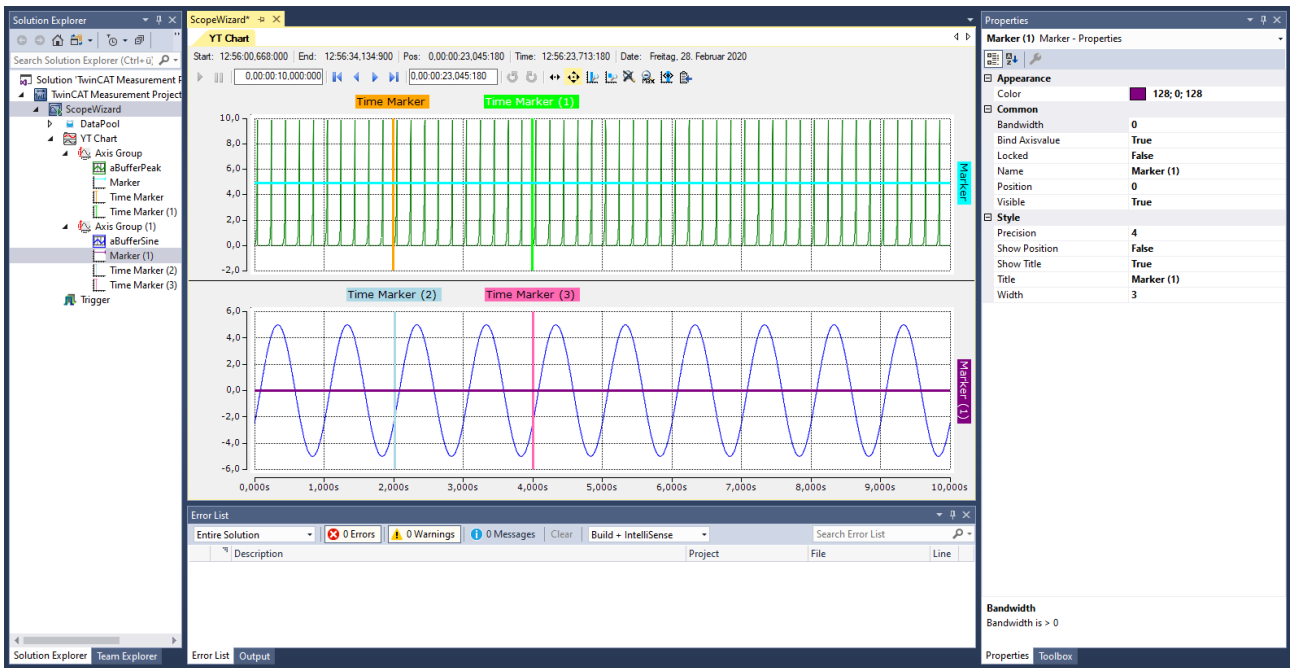 Solution Explorer
Search Solution Explorer (Ctrl+ü)
Solution 'TwinCAT Measurement P
TwinCAT Measurement Project
ScopeWizard
DataPool
YT Chart
Axis Group
aBufferPeak
Marker
Time Marker
Time Marker (1)
Axis Group (1)
aBufferSine
Marker (1)
Time Marker (2)
Time Marker (3)
Trigger
Solution Explorer Team Explorer
ScopeWizard*
YT Chart
Start: 12:56:00,668:000 End: 12:56:34,134:900 Pos: 0,00:00:23,045:180 Time: 12:56:23,713:180 Date: Freitag, 28. Februar 2020
0,00:00:10,000:000 0,00:00:23,045:180
Time Marker Time Marker (1)
10,0
8,0
6,0
4,0
2,0
0,0
-2,0
Marker
Time Marker (2) Time Marker (3)
6,0
4,0
2,0
0,0
-2,0
-4,0
-6,0
Marker (1)
0,000s 1,000s 2,000s 3,000s 4,000s 5,000s 6,000s 7,000s 8,000s 9,000s 10,000s
Error List
Entire Solution 0 Errors 0 Warnings 0 Messages Clear Build + IntelliSense Search Error List
Description Project File Line
Error List Output
Properties
Marker (1) Marker - Properties
Appearance
Color 128; 0; 128
Common
Bandwidth 0
Bind Axisvalue True
Locked False
Name Marker (1)
Position 0
Visible True
Style
Precision 4
Show Position False
Show Title True
Title Marker (1)
Width 3
Bandwidth
Bandwidth is > 0
Properties Toolbox